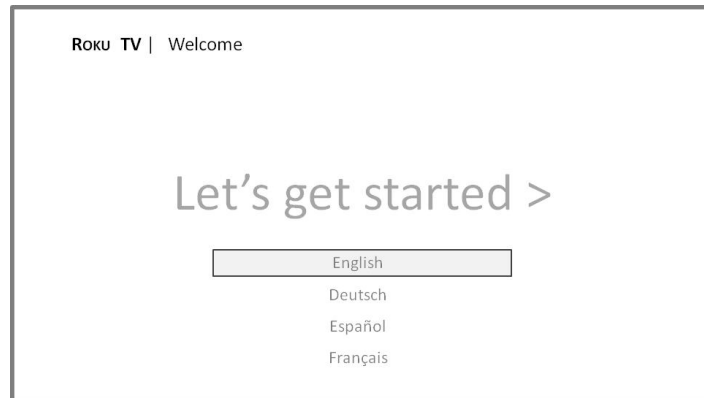 ROKU TV | Welcome
Let's get started >
English
Deutsch
Español
Français